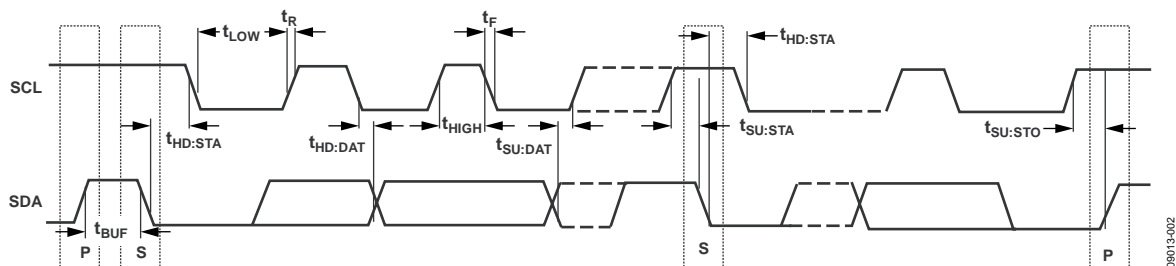 tR
tF
tLOW
tHD:STA
SCL
tHD:STA
tHD:DAT
tHIGH
tSU:DAT
tSU:STA
tSU:STO
SDA
tBUF
P
S
S
P
09013-002